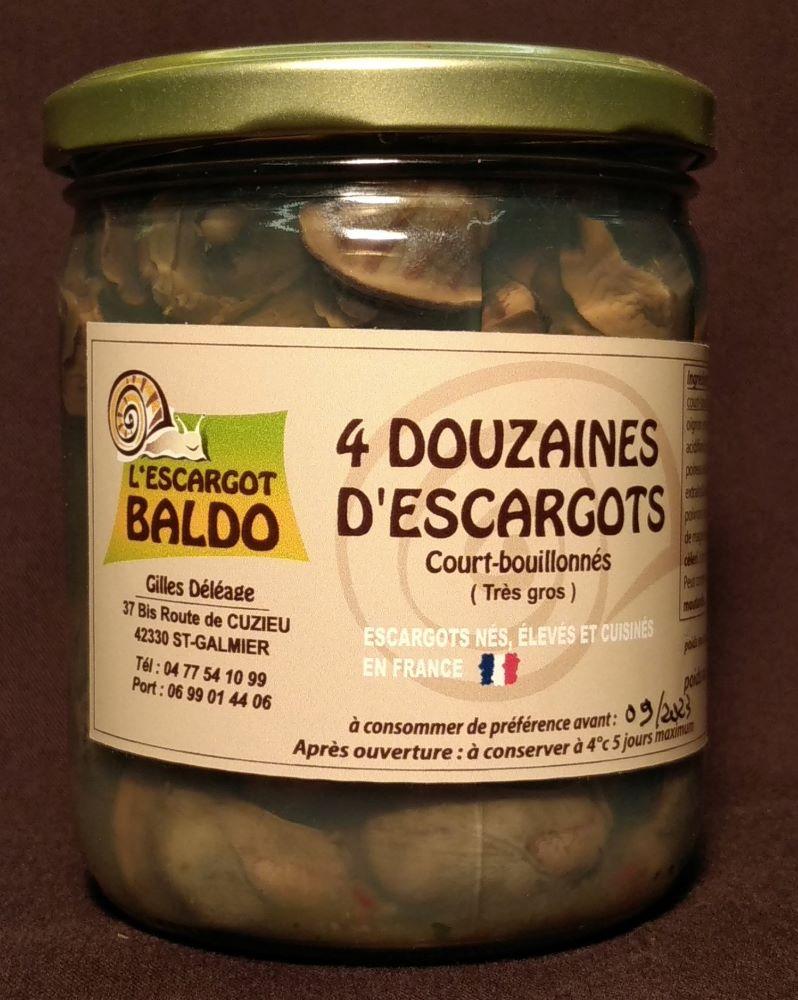 L'ESCARGOT
BALDO
Gilles Déléage
37 Bis Route de CUZIEU
42330 ST-GALMIER
Tél : 04 77 54 10 99
Port : 06 99 01 44 06
4 DOUZAINES
D'ESCARGOTS
Court-bouillonnés
( Très gros )
ESCARGOTS NÉS, ÉLEVÉS ET CUISINÉS
EN FRANCE
à consommer de préférence avant : 09/2023
Après ouverture : à conserver à 4°c 5 jours maximum